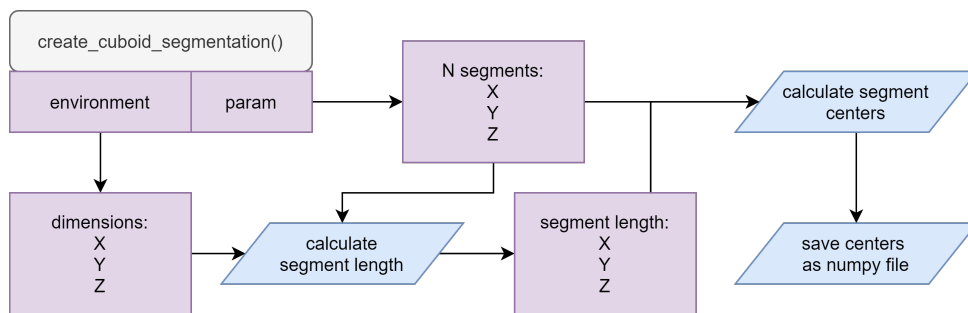 create_cuboid_segmentation()
environment
param
N segments:
X
Y
Z
calculate segment
centers
dimensions:
X
Y
Z
calculate
segment length
segment length:
X
Y
Z
save centers
as numpy file